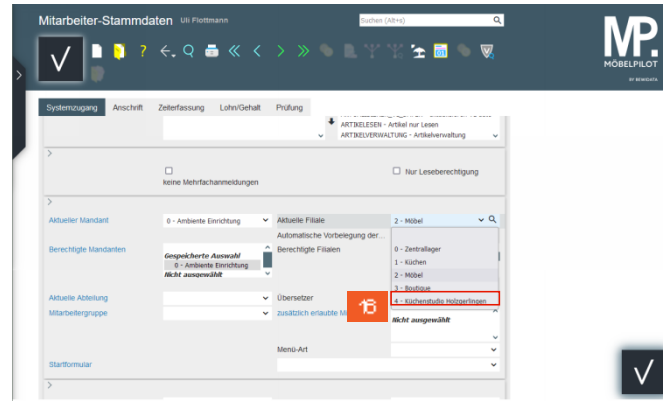 Mitarbeiter-Stammdaten Uli Flottmann
Suchen (Alt+s)
MP.
MÖBELPILOT
BY BEWIDATA
Systemzugang Anschrift Zeiterfassung Lohn/Gehalt Prüfung
ARTIKELESEN - Artikel nur Lesen
ARTIKELVERWALTUNG - Artikelverwaltung
keine Mehrfachanmeldungen
Nur Leseberechtigung
Aktueller Mandant 0 - Ambiente Einrichtung Aktuelle Filiale 2 - Möbel
Automatische Vorbelegung der...
Berechtigte Mandanten Gespeicherte Auswahl Berechtigte Filialen 0 - Zentrallager
0 - Ambiente Einrichtung 1 - Küchen
Nicht ausgewählt 2 - Möbel
3 - Boutique
Aktuelle Abteilung Übersetzer 4 - Küchenstudio Holzgerlingen
Mitarbeitergruppe zusätzlich erlaubte 16
Nicht ausgewählt
Menü-Art
Startformular